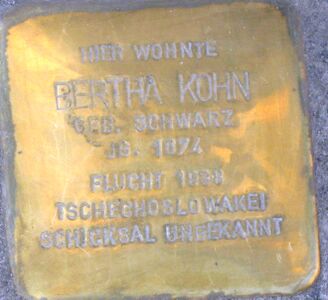 HIER WOHNTE
BERTHA KOHN
GEB. SCHWARZ
JG. 1874
FLUCHT 1938
TSCHECHOSLOWAKEI
SCHICKSAL UNBEKANNT